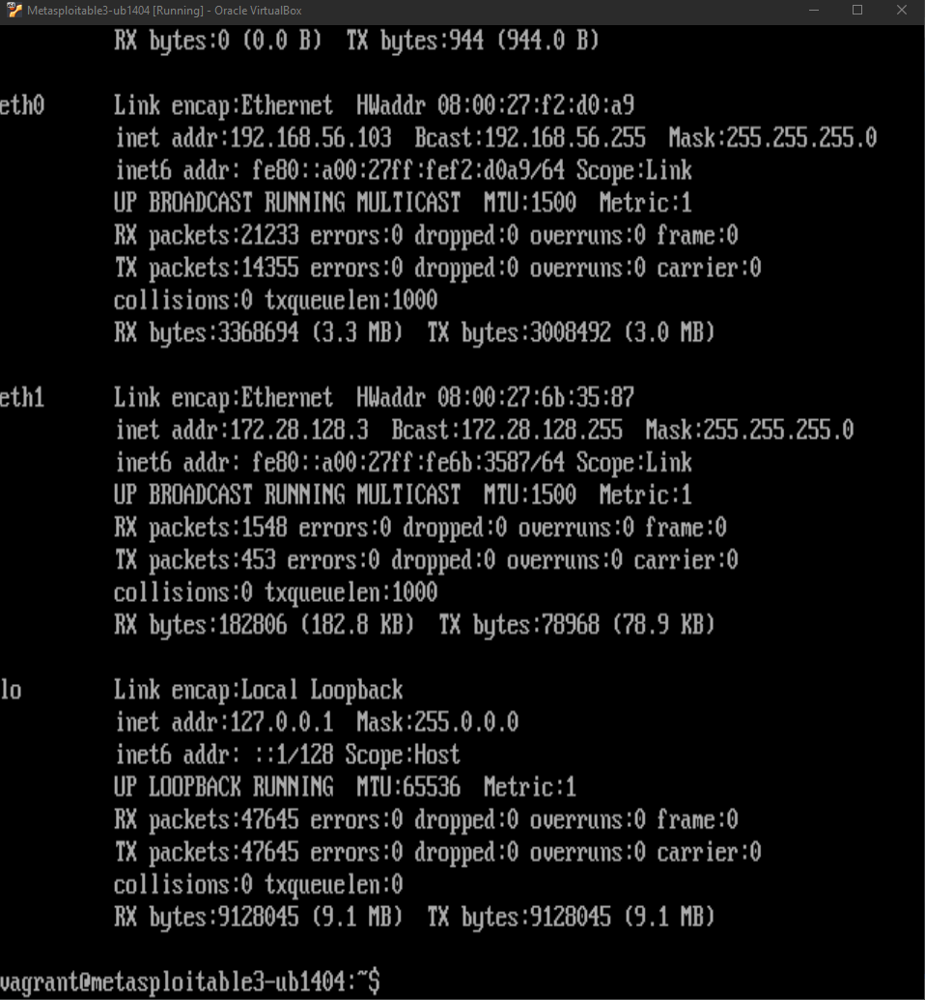 Metasploitable3-ub1404 [Running] - Oracle VirtualBox
RX bytes:0 (0.0 B)  TX bytes:944 (944.0 B)
eth0      Link encap:Ethernet  HWaddr 08:00:27:f2:d0:a9
inet addr:192.168.56.103  Bcast:192.168.56.255  Mask:255.255.255.0
inet6 addr: fe80::a00:27ff:fef2:d0a9/64 Scope:Link
UP BROADCAST RUNNING MULTICAST  MTU:1500  Metric:1
RX packets:21233 errors:0 dropped:0 overruns:0 frame:0
TX packets:14355 errors:0 dropped:0 overruns:0 carrier:0
collisions:0 txqueuelen:1000
RX bytes:3368694 (3.3 MB)  TX bytes:3008492 (3.0 MB)
eth1      Link encap:Ethernet  HWaddr 08:00:27:6b:35:87
inet addr:172.28.128.3  Bcast:172.28.128.255  Mask:255.255.255.0
inet6 addr: fe80::a00:27ff:fe6b:3587/64 Scope:Link
UP BROADCAST RUNNING MULTICAST  MTU:1500  Metric:1
RX packets:1548 errors:0 dropped:0 overruns:0 frame:0
TX packets:453 errors:0 dropped:0 overruns:0 carrier:0
collisions:0 txqueuelen:1000
RX bytes:182806 (182.8 KB)  TX bytes:78968 (78.9 KB)
lo        Link encap:Local Loopback
inet addr:127.0.0.1  Mask:255.0.0.0
inet6 addr: ::1/128 Scope:Host
UP LOOPBACK RUNNING  MTU:65536  Metric:1
RX packets:47645 errors:0 dropped:0 overruns:0 frame:0
TX packets:47645 errors:0 dropped:0 overruns:0 carrier:0
collisions:0 txqueuelen:0
RX bytes:9128045 (9.1 MB)  TX bytes:9128045 (9.1 MB)
vagrant@metasploitable3-ub1404:~$